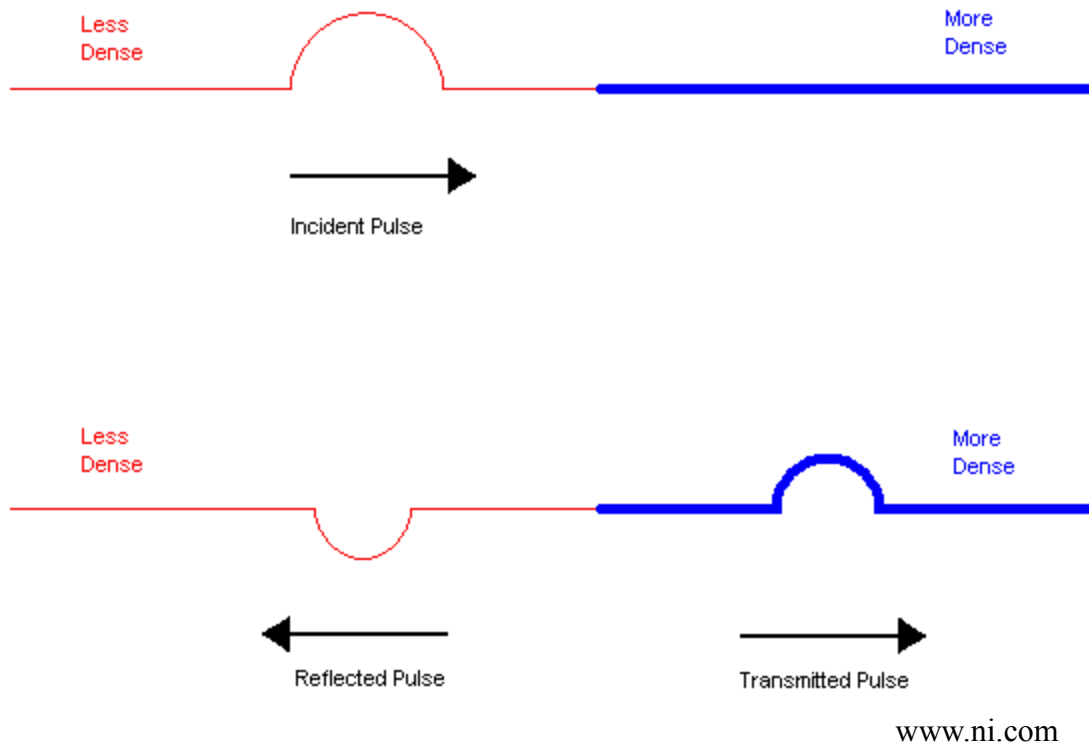 Less
Dense
More
Dense
Incident Pulse
Less
Dense
More
Dense
Reflected Pulse
Transmitted Pulse
www.ni.com